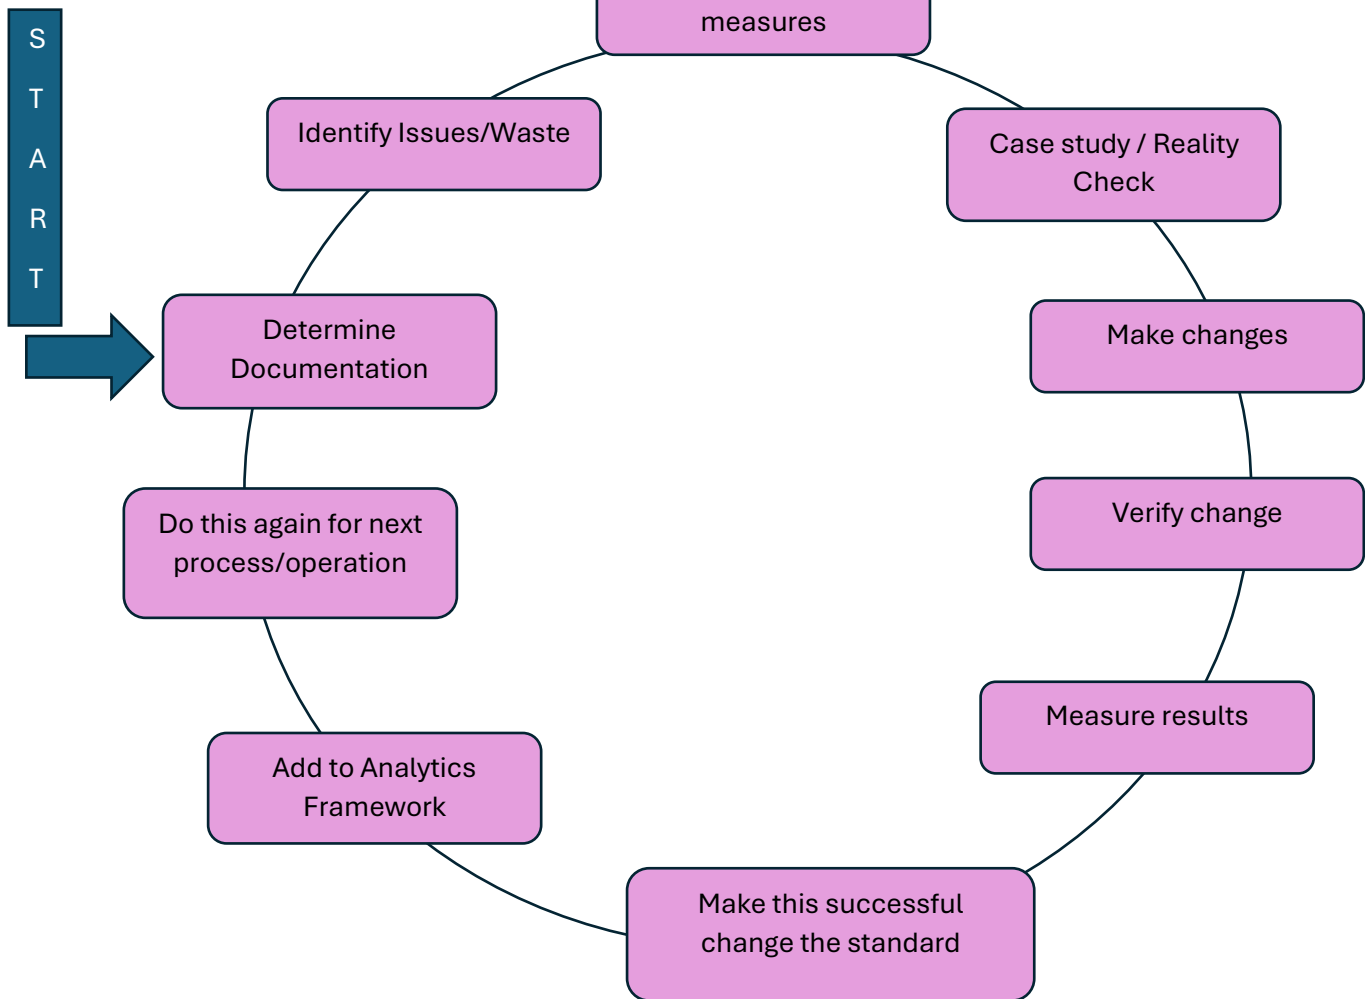 S
T
A
R
T
measures
Identify Issues/Waste
Case study / Reality
Check
Determine
Documentation
Make changes
Do this again for next
process/operation
Verify change
Add to Analytics
Framework
Measure results
Make this successful
change the standard